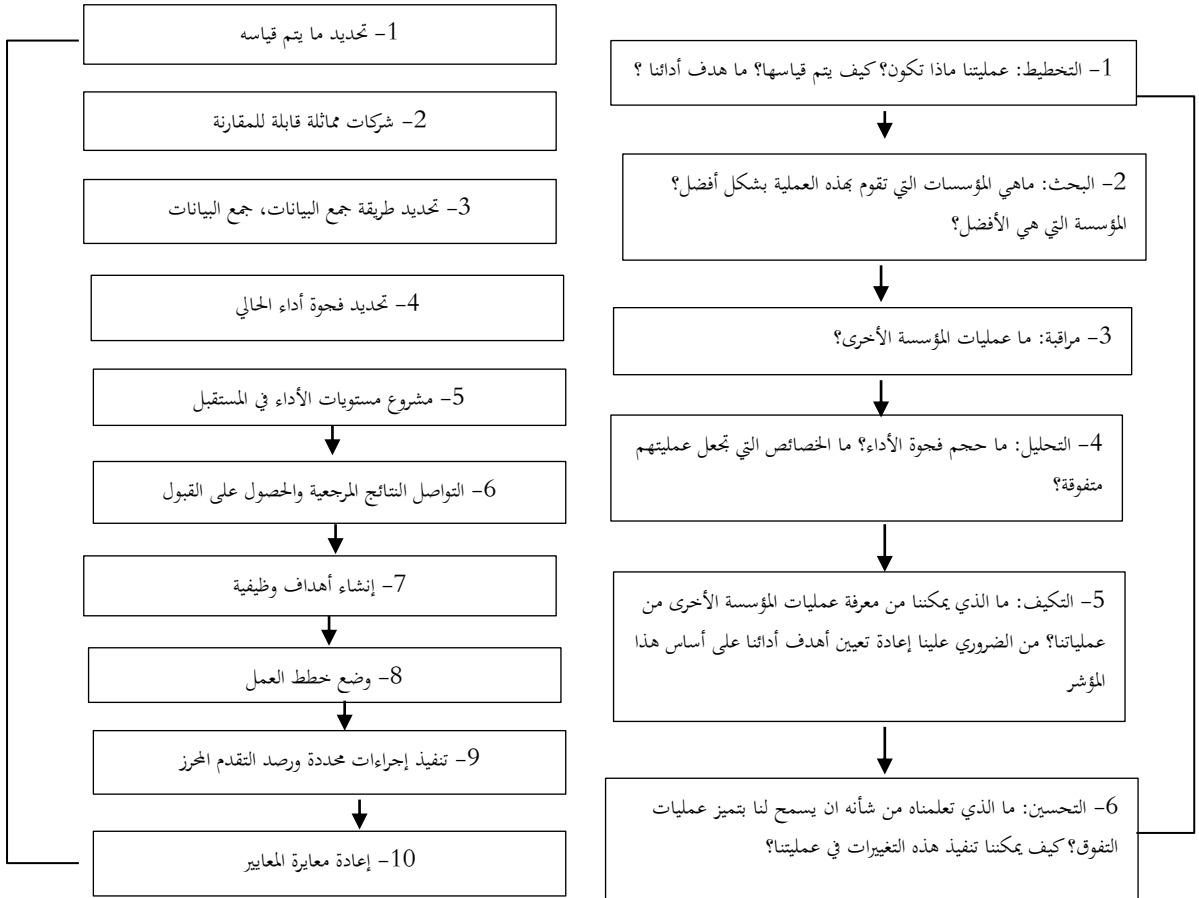 1- التخطيط: عمليتنا ماذا تكون؟ كيف يتم قياسها؟ ما هدف أدائنا ؟
2- البحث: ماهي المؤسسات التي تقوم بهذه العملية بشكل أفضل؟
المؤسسة التي هي الأفضل؟
3- مراقبة: ما عمليات المؤسسة الأخرى؟
4- التحليل: ما حجم فجوة الأداء؟ ما الخصائص التي تجعل عمليتهم
متفوقة؟
5- التكيف: ما الذي يمكننا من معرفة عمليات المؤسسة الأخرى من
عملياتنا؟ من الضروري علينا إعادة تعيين أهدف أدائنا على أساس هذا
المؤشر
6- التحسين: ما الذي تعلمناه من شأنه ان يسمح لنا بتميز عمليات
التفوق؟ كيف يمكننا تنفيذ هذه التغييرات في عمليتنا؟
1- تحديد ما يتم قياسه
2- شركات مماثلة قابلة للمقارنة
3- تحديد طريقة جمع البيانات، جمع البيانات
4- تحديد فجوة أداء الحالي
5- مشروع مستويات الأداء في المستقبل
6- التواصل النتائج المرجعية والحصول على القبول
7- إنشاء أهداف وظيفية
8- وضع خطط العمل
9- تنفيذ إجراءات محددة ورصد التقدم المحرز
10- إعادة معايرة المعايير